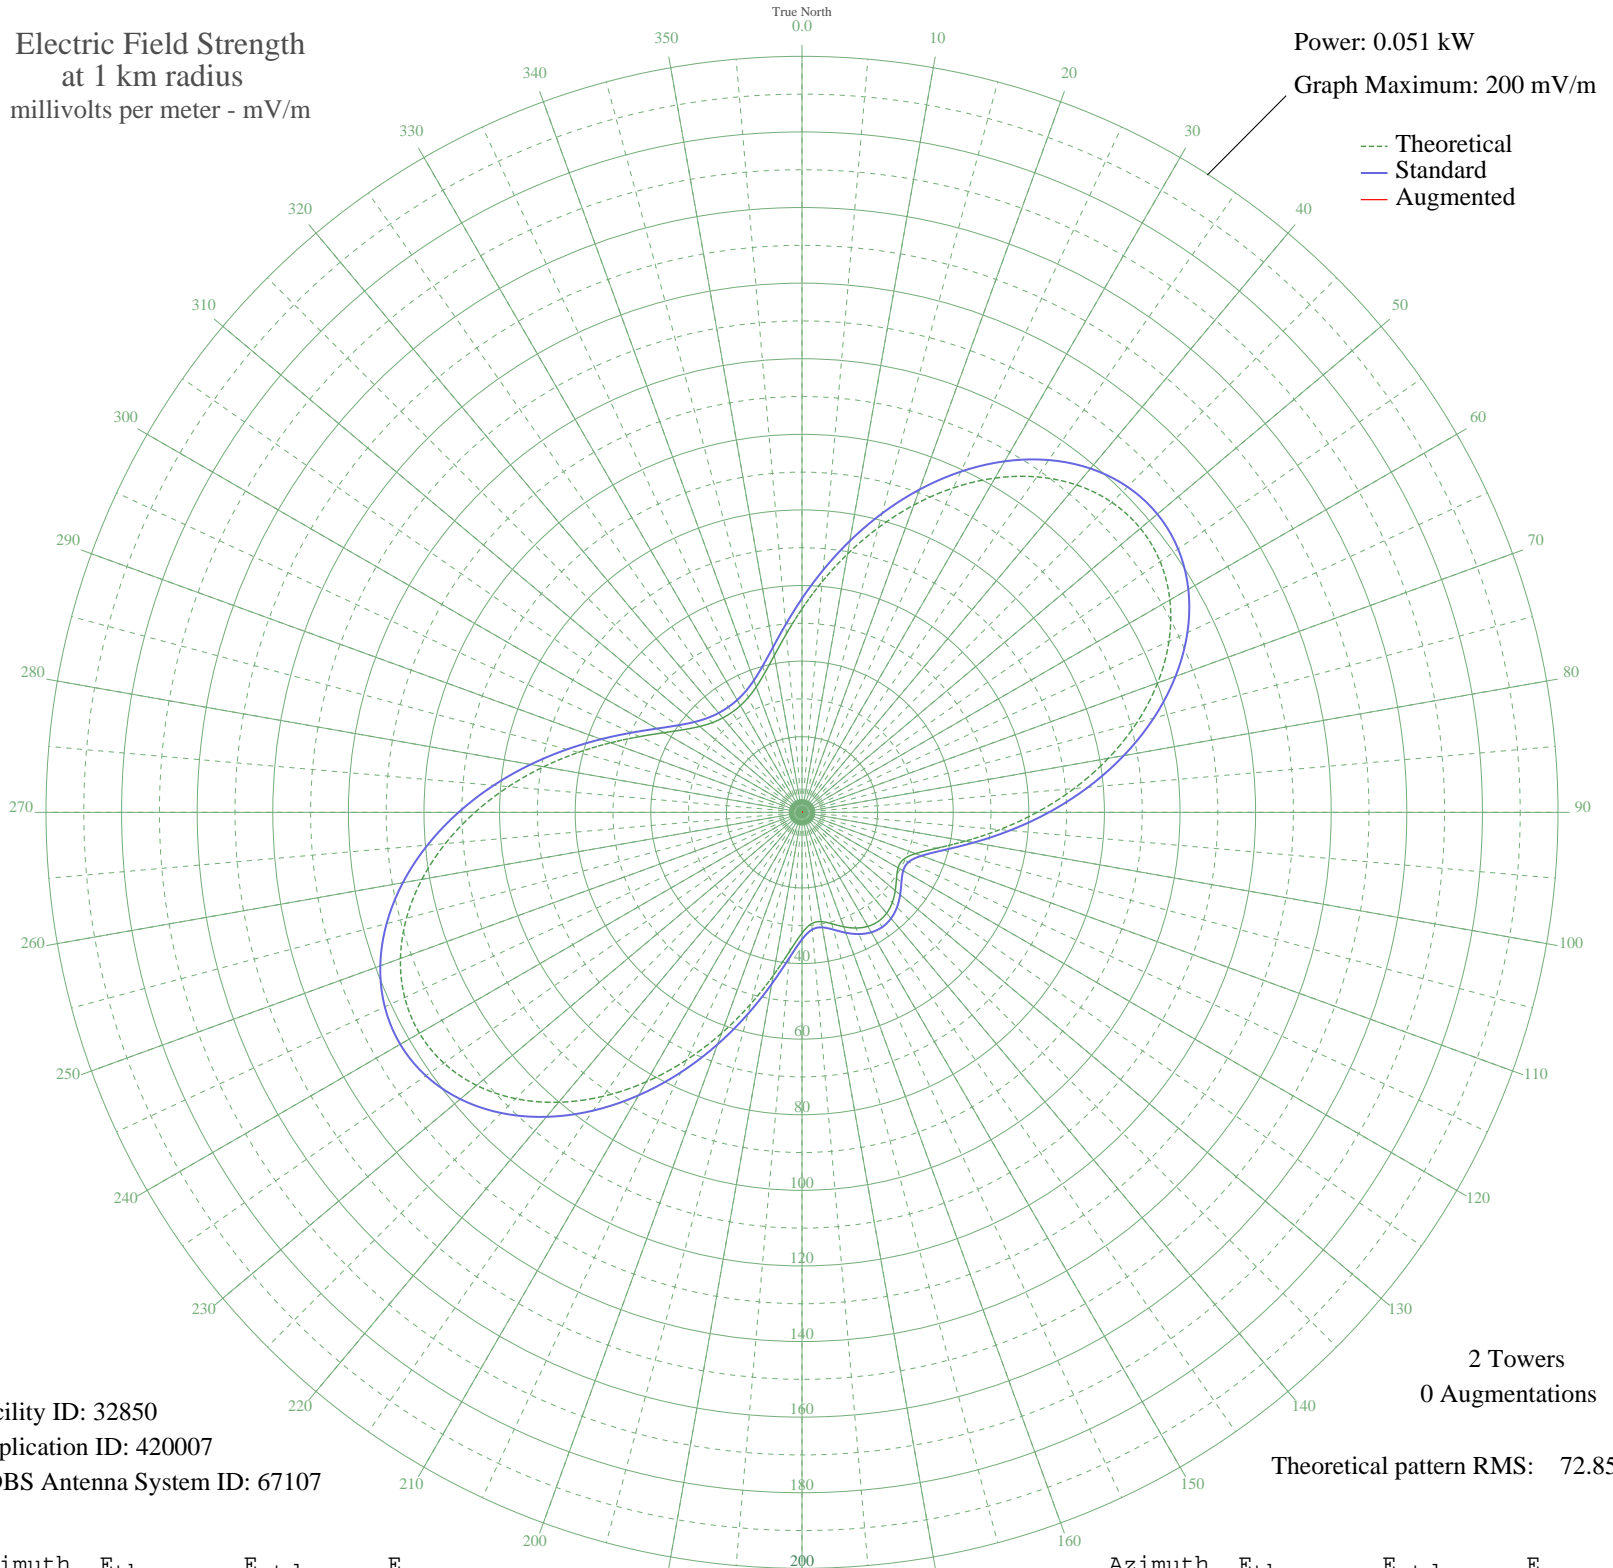 True North
0.0
Electric Field Strength
at 1 km radius
millivolts per meter - mV/m
Power: 0.051 kW
Graph Maximum: 200 mV/m
Theoretical
Standard
Augmented
10
20
30
40
50
60
70
80
90
100
110
120
130
140
150
160
200
210
220
230
240
250
260
270
280
290
300
310
320
330
340
350
40
60
80
100
120
140
160
180
200
2 Towers
0 Augmentations
Theoretical pattern RMS: 72.85
cility ID: 32850
plication ID: 420007
DBS Antenna System ID: 67107
imuth
Azimuth